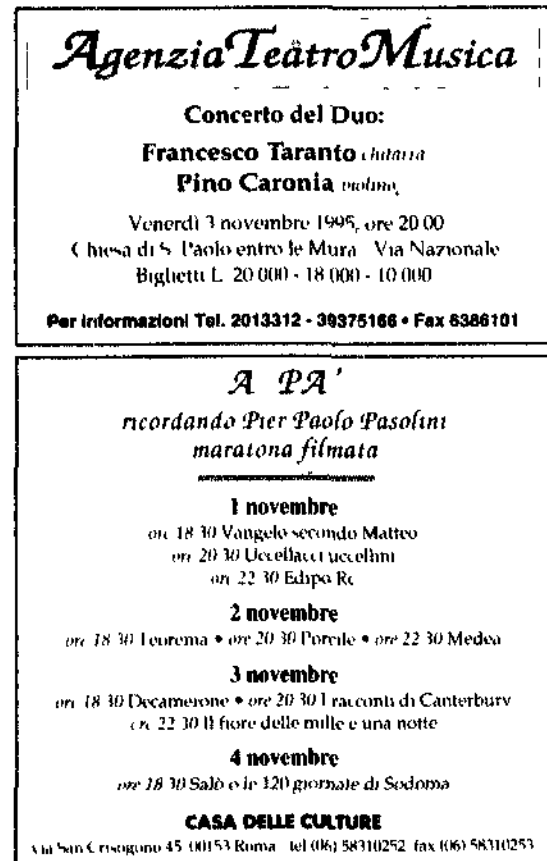 AgenziaTeatroMusica
Concerto del Duo:
Francesco Taranto chitarra
Pino Caronia violino
Venerdì 3 novembre 1995, ore 20 00
Chiesa di S. Paolo entro le Mura Via Nazionale
Biglietti L. 20 000 - 18 000 - 10 000
Per informazioni Tel. 2013312 - 39375166 • Fax 6386101
A PA'
ricordando Pier Paolo Pasolini
maratona filmata
1 novembre
ore 18 30 Vangelo secondo Matteo
ore 20 30 Uccellacci uccellini
ore 22 30 Edipo Re
2 novembre
ore 18 30 Teorema • ore 20 30 Porcile • ore 22 30 Medea
3 novembre
ore 18 30 Decamerone • ore 20 30 I racconti di Canterbury
ore 22 30 Il fiore delle mille e una notte
4 novembre
ore 18 30 Salò o le 120 giornate di Sodoma
CASA DELLE CULTURE
via San Crisogono 45 00153 Roma tel (06) 58310252 fax (06) 58310253